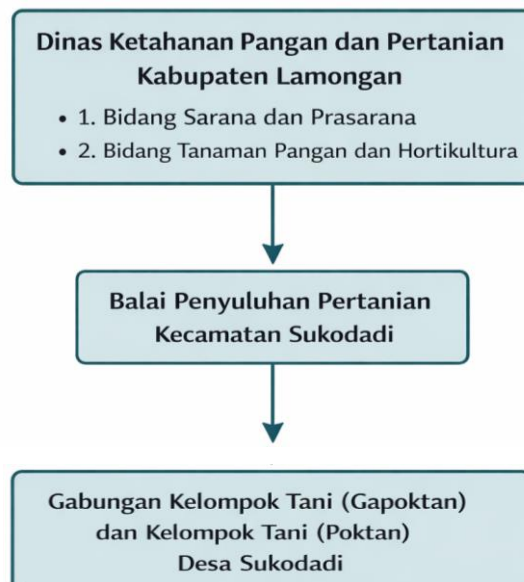 Dinas Ketahanan Pangan dan Pertanian
Kabupaten Lamongan
• 1. Bidang Sarana dan Prasarana
• 2. Bidang Tanaman Pangan dan Hortikultura
Balai Penyuluhan Pertanian
Kecamatan Sukodadi
Gabungan Kelompok Tani (Gapoktan)
dan Kelompok Tani (Poktan)
Desa Sukodadi